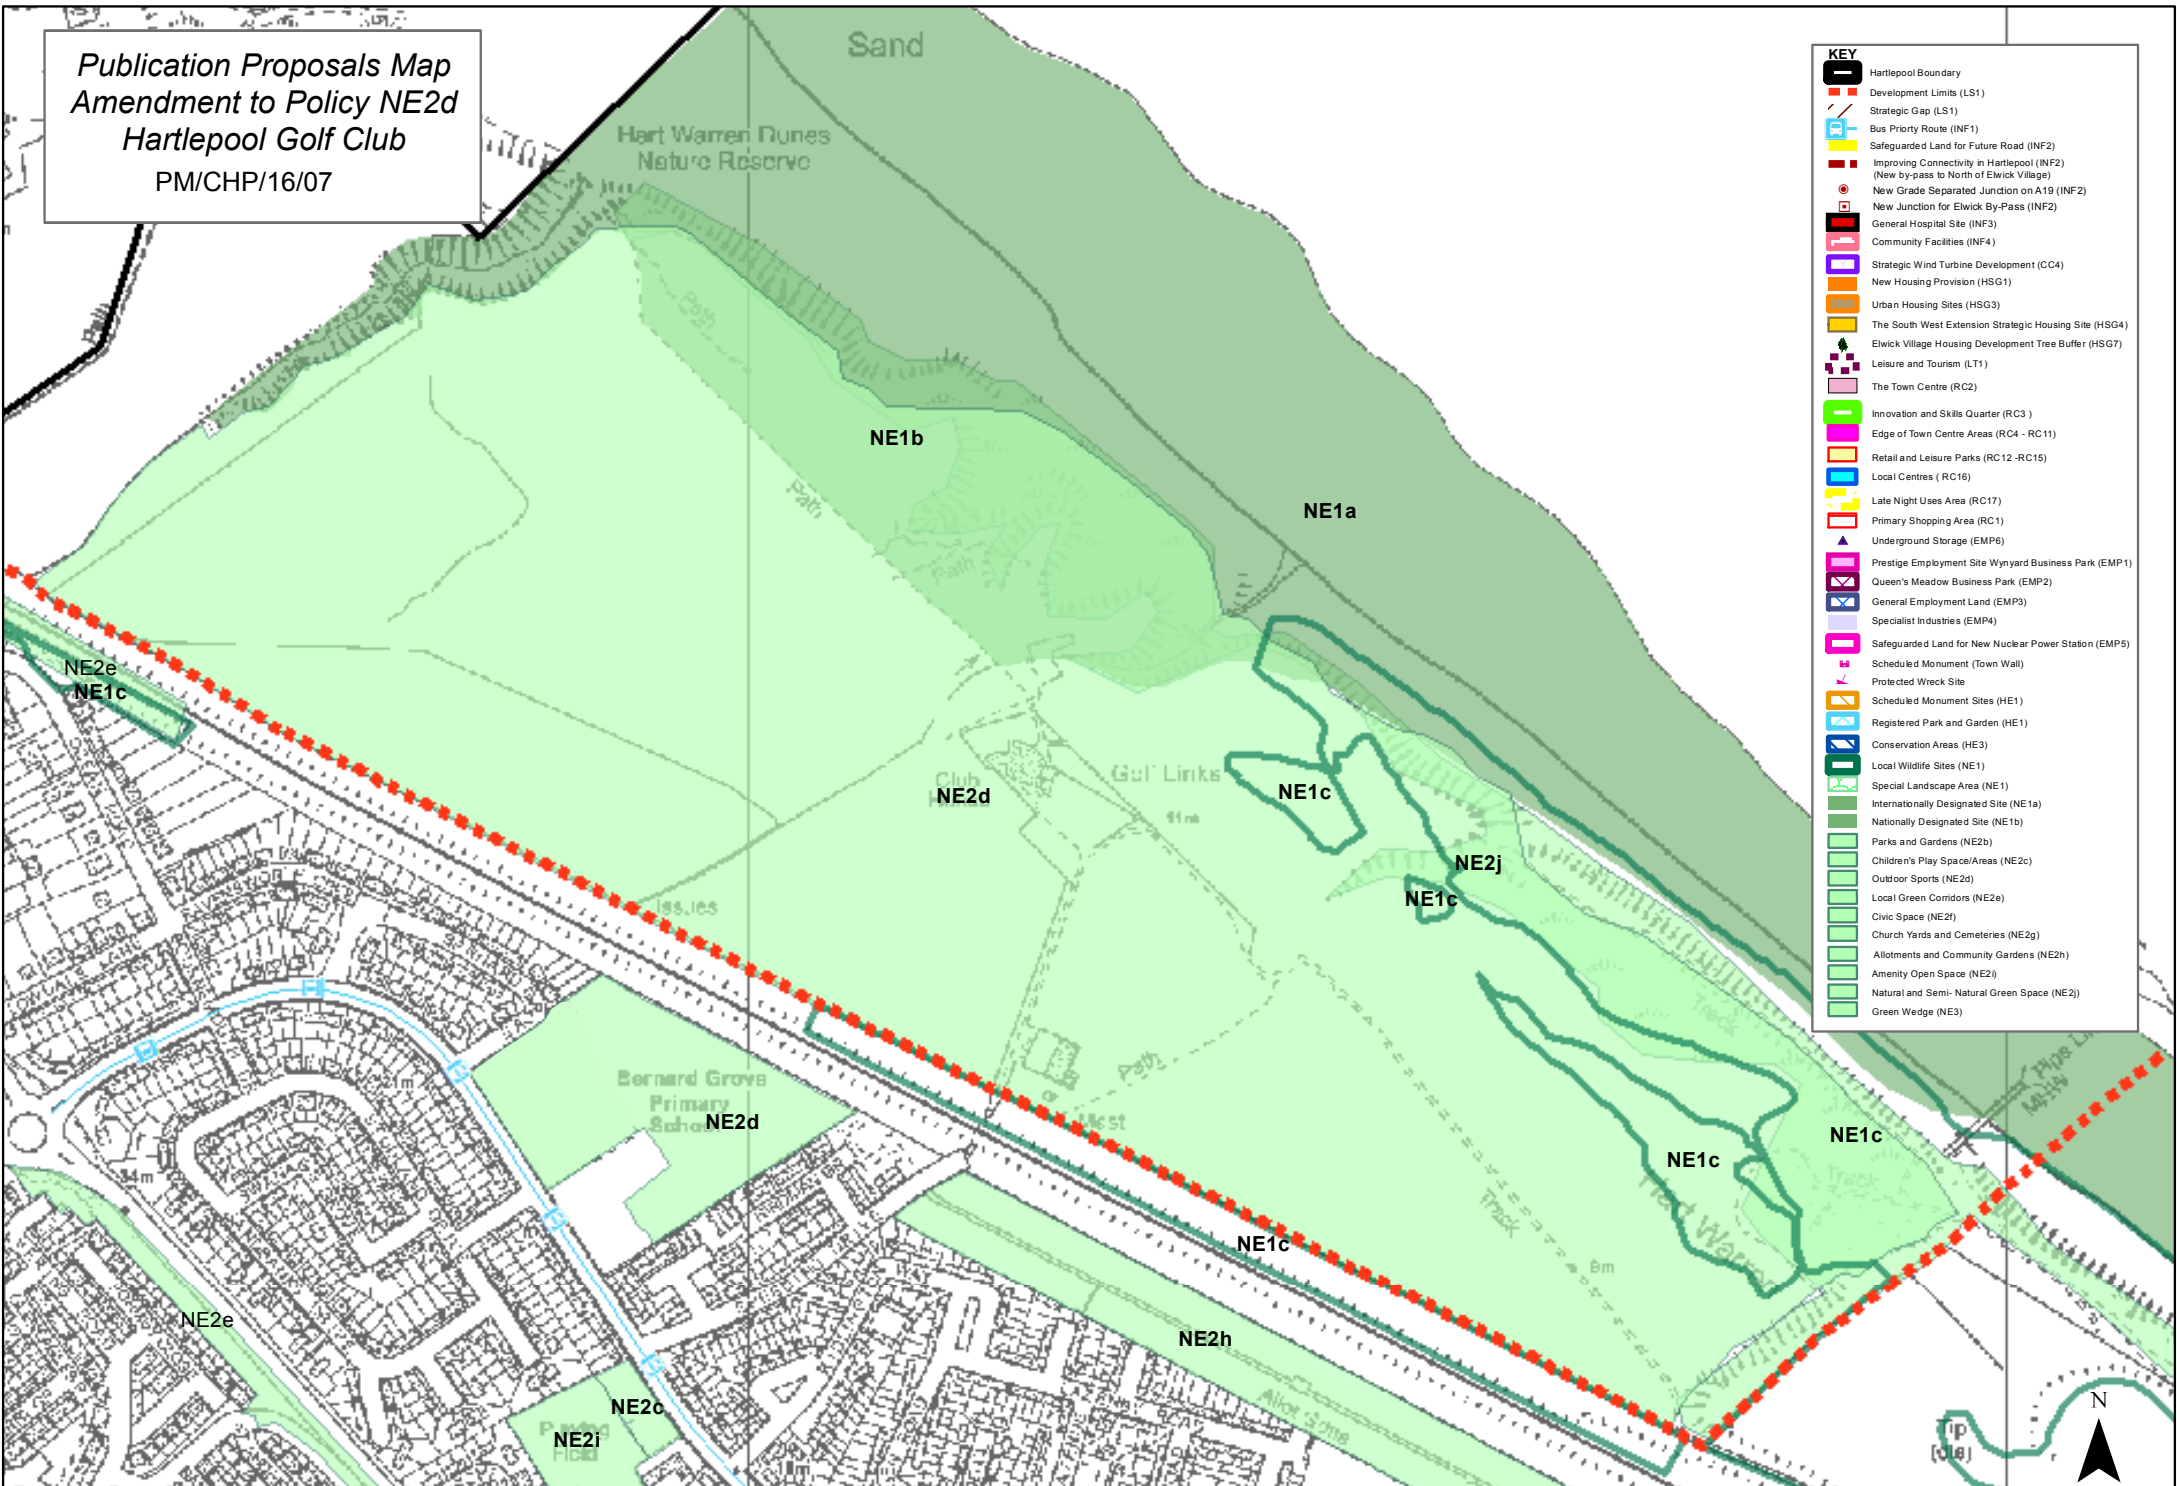 Publication Proposals Map
Amendment to Policy NE2d
Hartlepool Golf Club
PM/CHP/16/07
Sand
Hart Warren Dunes
Nature Reserve
Path
NE1b
Path
NE1a
Path
NE2e
NE1c
Club
NE2d
Golf Links
11m
NE1c
NE2j
NE1c
Issues
Track
Bernard Grove
Primary
School
NE2d
Path
NE1c
NE1c
Track
Hart Warren
Track
NE1c
9m
NE2e
NE2h
NE2c
NE2i
Playing
Field
Tip
(dis)
N
KEY
Hartlepool Boundary
Development Limits (LS1)
Strategic Gap (LS1)
Bus Priorty Route (INF1)
Safeguarded Land for Future Road (INF2)
Improving Connectivity in Hartlepool (INF2)
(New by-pass to North of Elwick Village)
New Grade Separated Junction on A19 (INF2)
New Junction for Elwick By-Pass (INF2)
General Hospital Site (INF3)
Community Facilities (INF4)
Strategic Wind Turbine Development (CC4)
New Housing Provision (HSG1)
Urban Housing Sites (HSG3)
The South West Extension Strategic Housing Site (HSG4)
Elwick Village Housing Development Tree Buffer (HSG7)
Leisure and Tourism (LT1)
The Town Centre (RC2)
Innovation and Skills Quarter (RC3 )
Edge of Town Centre Areas (RC4 - RC11)
Retail and Leisure Parks (RC12 -RC15)
Local Centres ( RC16)
Late Night Uses Area (RC17)
Primary Shopping Area (RC1)
Underground Storage (EMP6)
Prestige Employment Site Wynyard Business Park (EMP1)
Queen's Meadow Business Park (EMP2)
General Employment Land (EMP3)
Specialist Industries (EMP4)
Safeguarded Land for New Nuclear Power Station (EMP5)
Scheduled Monument (Town Wall)
Protected Wreck Site
Scheduled Monument Sites (HE1)
Registered Park and Garden (HE1)
Conservation Areas (HE3)
Local Wildlife Sites (NE1)
Special Landscape Area (NE1)
Internationally Designated Site (NE1a)
Nationally Designated Site (NE1b)
Parks and Gardens (NE2b)
Children's Play Space/Areas (NE2c)
Outdoor Sports (NE2d)
Local Green Corridors (NE2e)
Civic Space (NE2f)
Church Yards and Cemeteries (NE2g)
Allotments and Community Gardens (NE2h)
Amenity Open Space (NE2i)
Natural and Semi- Natural Green Space (NE2j)
Green Wedge (NE3)